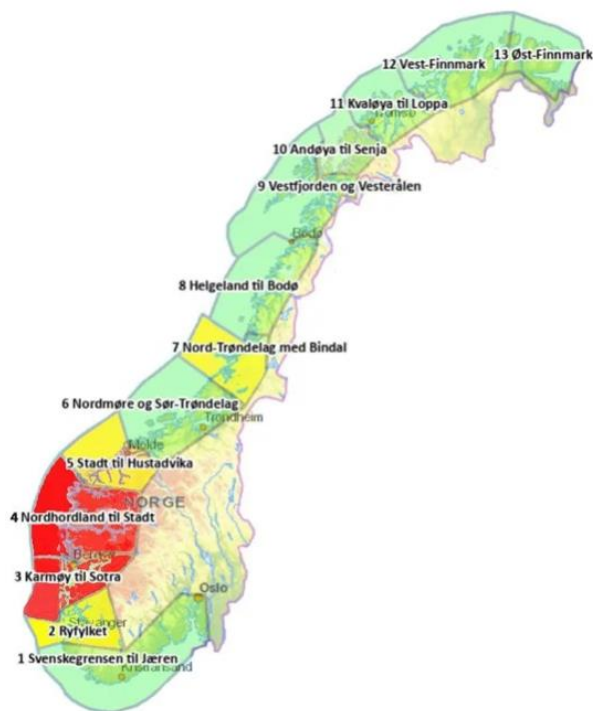 12 Vest-Finnmark
13 Øst-Finnmark
11 Kvaløya til Loppa
10 Andøya til Senja
9 Vestfjorden og Vesterålen
Bodø
8 Helgeland til Bodø
7 Nord-Trøndelag med Bindal
6 Nordmøre og Sør-Trøndelag
Trondheim
Molde
5 Stadt til Hustadvika
NORGE
4 Nordhordland til Stadt
3 Karmøy til Sotra
Oslo
2 Ryfylket
1 Svenskegrensen til Jæren
Kristiansand